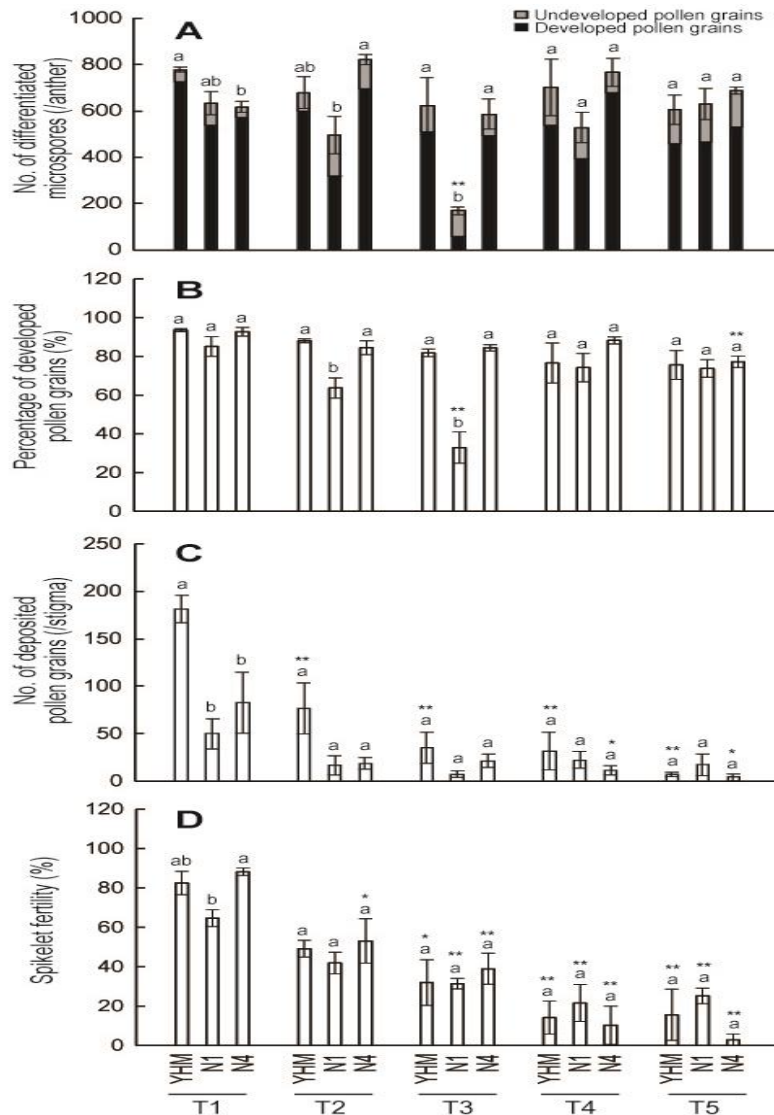 Undeveloped pollen grains
Developed pollen grains
A
No. of differentiated
microspores (/anther)
1000
800
600
400
200
0
a ab b ab b a a ** b a a a a a a a
B
Percentage of developed
pollen grains (%)
120
100
80
60
40
20
0
a a a a b a a ** b a a a a a a ** a
C
No. of deposited
pollen grains (/stigma)
250
200
150
100
50
0
a b b ** a a a ** a a a ** a a * a ** a a * a
D
Spikelet fertility (%)
120
100
80
60
40
20
0
ab b a a a * a * a ** a ** a ** a ** a ** a ** a ** a ** a
YHM N1 N4 YHM N1 N4 YHM N1 N4 YHM N1 N4 YHM N1 N4
T1 T2 T3 T4 T5